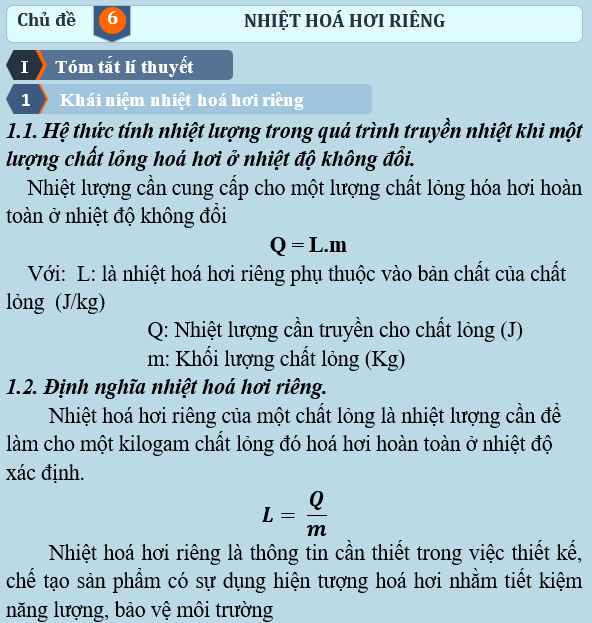 Chủ đề 6 NHIỆT HOÁ HƠI RIÊNG
I Tóm tắt lí thuyết
1 Khái niệm nhiệt hoá hơi riêng
1.1. Hệ thức tính nhiệt lượng trong quá trình truyền nhiệt khi một
lượng chất lỏng hoá hơi ở nhiệt độ không đổi.
Nhiệt lượng cần cung cấp cho một lượng chất lỏng hóa hơi hoàn
toàn ở nhiệt độ không đổi
Q = L.m
Với: L: là nhiệt hoá hơi riêng phụ thuộc vào bản chất của chất
lỏng (J/kg)
Q: Nhiệt lượng cần truyền cho chất lỏng (J)
m: Khối lượng chất lỏng (Kg)
1.2. Định nghĩa nhiệt hoá hơi riêng.
Nhiệt hoá hơi riêng của một chất lỏng là nhiệt lượng cần để
làm cho một kilogam chất lỏng đó hoá hơi hoàn toàn ở nhiệt độ
xác định.
L = Q/m
Nhiệt hoá hơi riêng là thông tin cần thiết trong việc thiết kế,
chế tạo sản phẩm có sự dụng hiện tượng hoá hơi nhằm tiết kiệm
năng lượng, bảo vệ môi trường